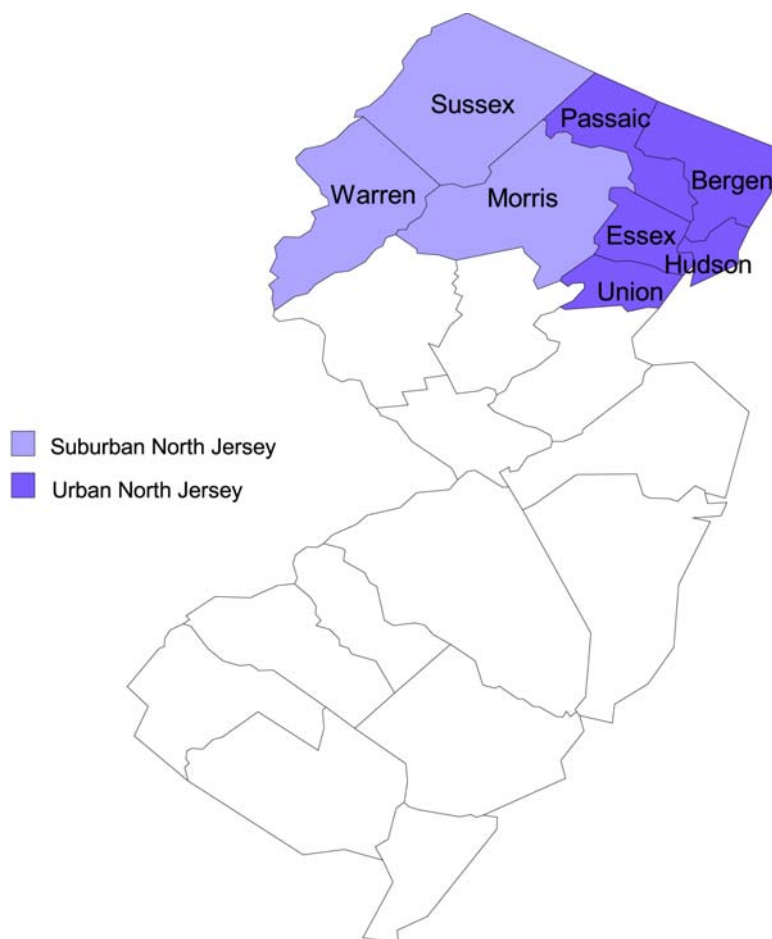 Sussex
Passaic
Bergen
Warren
Morris
Essex
Hudson
Union
Suburban North Jersey
Urban North Jersey